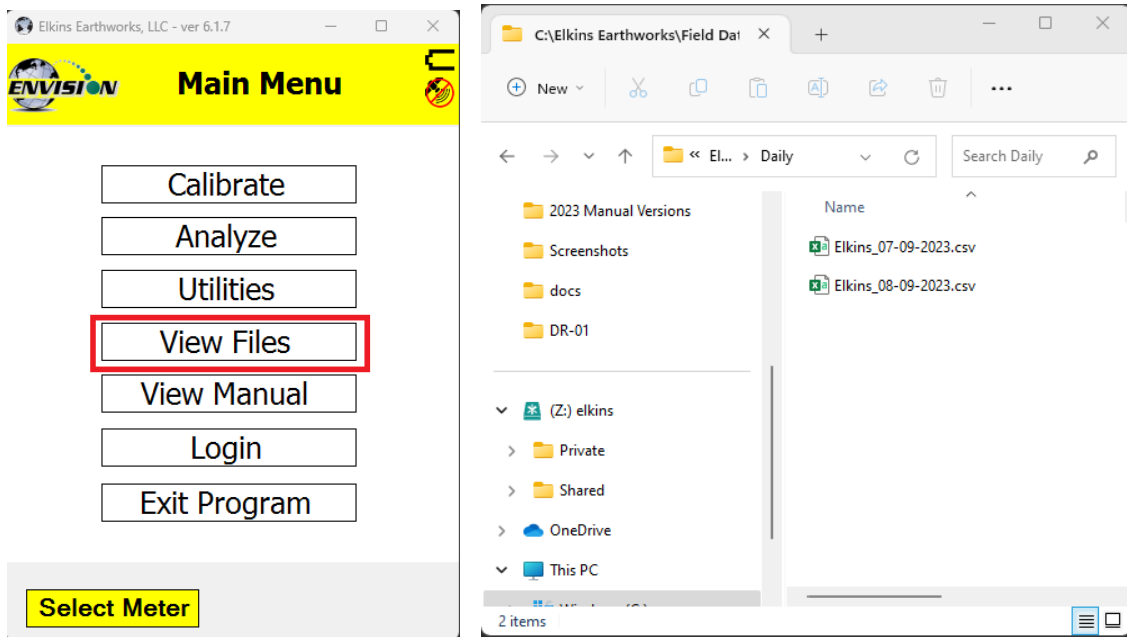 Elkins Earthworks, LLC - ver 6.1.7
ENVISION
Main Menu
Calibrate
Analyze
Utilities
View Files
View Manual
Login
Exit Program
Select Meter
C:\Elkins Earthworks\Field Dat
New
« El... > Daily
Search Daily
2023 Manual Versions
Screenshots
docs
DR-01
(Z:) elkins
Private
Shared
OneDrive
This PC
Name
Elkins_07-09-2023.csv
Elkins_08-09-2023.csv
2 items